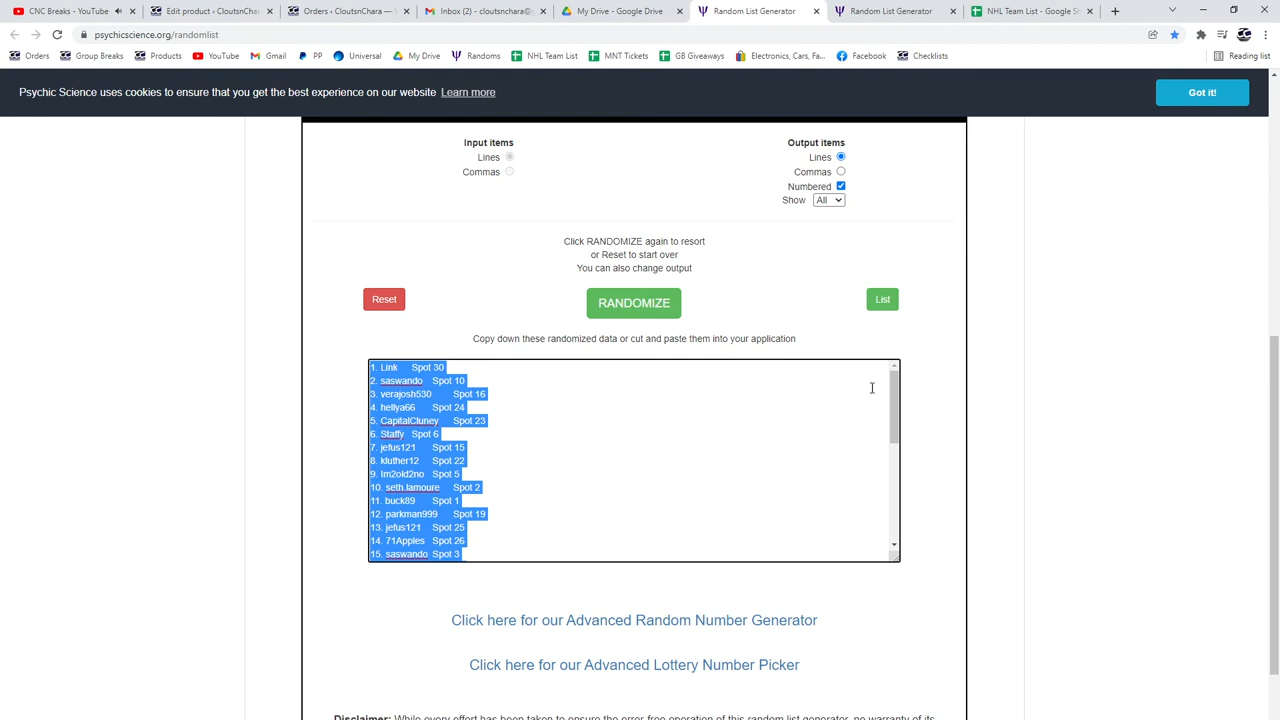 CNC Breaks - YouTube
Edit product ‹ CloutsnChar
Orders ‹ CloutsnChara — W
Inbox - cloutsnchara@
My Drive - Google Drive
Random List Generator
Random List Generator
NHL Team List - Google Sh
psychicscience.org/randomlist
Orders
Group Breaks
Products
YouTube
Gmail
PP
Universal
My Drive
Randoms
NHL Team List
MNT Tickets
GB Giveaways
Electronics, Cars, Fa...
Facebook
Checklists
Reading list
Psychic Science uses cookies to ensure that you get the best experience on our website Learn more
Got it!
Input items
Lines
Commas
Output items
Lines
Commas
Numbered
Show All
Click RANDOMIZE again to resort
or Reset to start over
You can also change output
Reset
RANDOMIZE
List
Copy down these randomized data or cut and paste them into your application
1. Link Spot 30
2. saswando Spot 10
3. verajosh530 Spot 16
4. hellya66 Spot 24
5. CapitalCluney Spot 23
6. Staffy Spot 6
7. jefus121 Spot 15
8. kluther12 Spot 22
9. Im2old2no Spot 5
10. seth.lamoure Spot 2
11. buck89 Spot 1
12. parkman999 Spot 19
13. jefus121 Spot 25
14. 71Apples Spot 26
15. saswando Spot 3
Click here for our Advanced Random Number Generator
Click here for our Advanced Lottery Number Picker
Disclaimer: While every effort has been taken to ensure the error free operation of this random list generator, no warranty of its